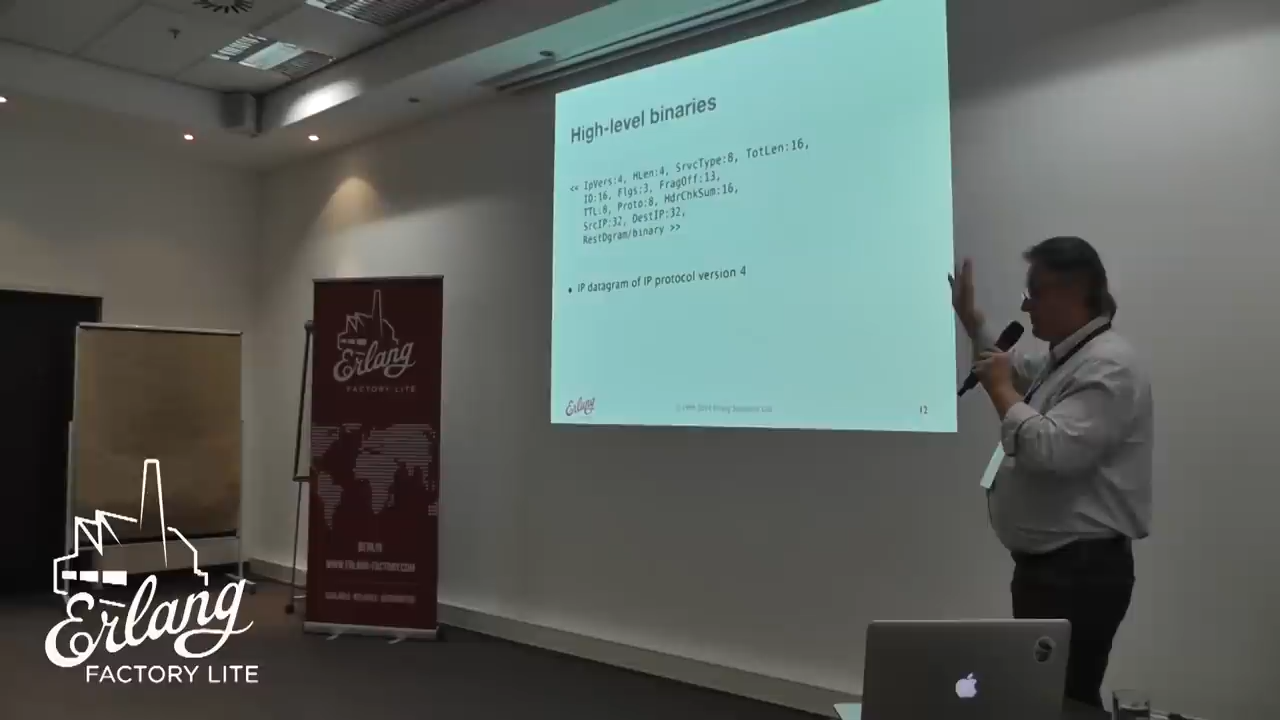 High-level binaries
<< IpVers:4, HLen:4, SrvcType:8, TotLen:16,
ID:16, Flgs:3, FragOff:13,
TTL:8, Proto:8, HdrChkSum:16,
SrcIP:32, DestIP:32,
RestDgram/binary >>
• IP datagram of IP protocol version 4
Erlang
12
Erlang
FACTORY LITE
BERLIN
WWW.ERLANG-FACTORY.COM
Erlang
FACTORY LITE